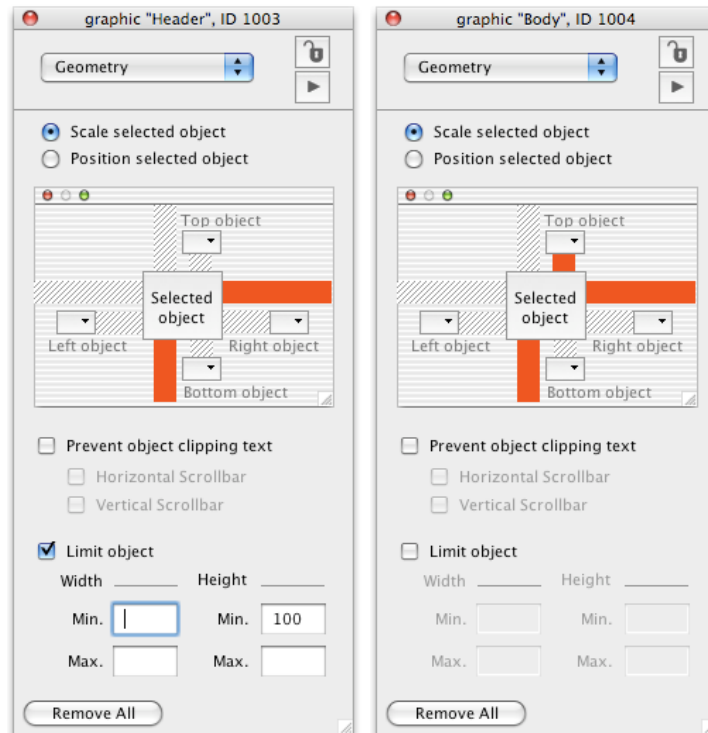 graphic "Header", ID 1003
Geometry
Scale selected object
Position selected object
Top object
Selected
object
Left object
Right object
Bottom object
Prevent object clipping text
Horizontal Scrollbar
Vertical Scrollbar
Limit object
Width
Height
Min.
Min.
100
Max.
Max.
Remove All
graphic "Body", ID 1004
Geometry
Scale selected object
Position selected object
Top object
Selected
object
Left object
Right object
Bottom object
Prevent object clipping text
Horizontal Scrollbar
Vertical Scrollbar
Limit object
Width
Height
Min.
Min.
Max.
Max.
Remove All